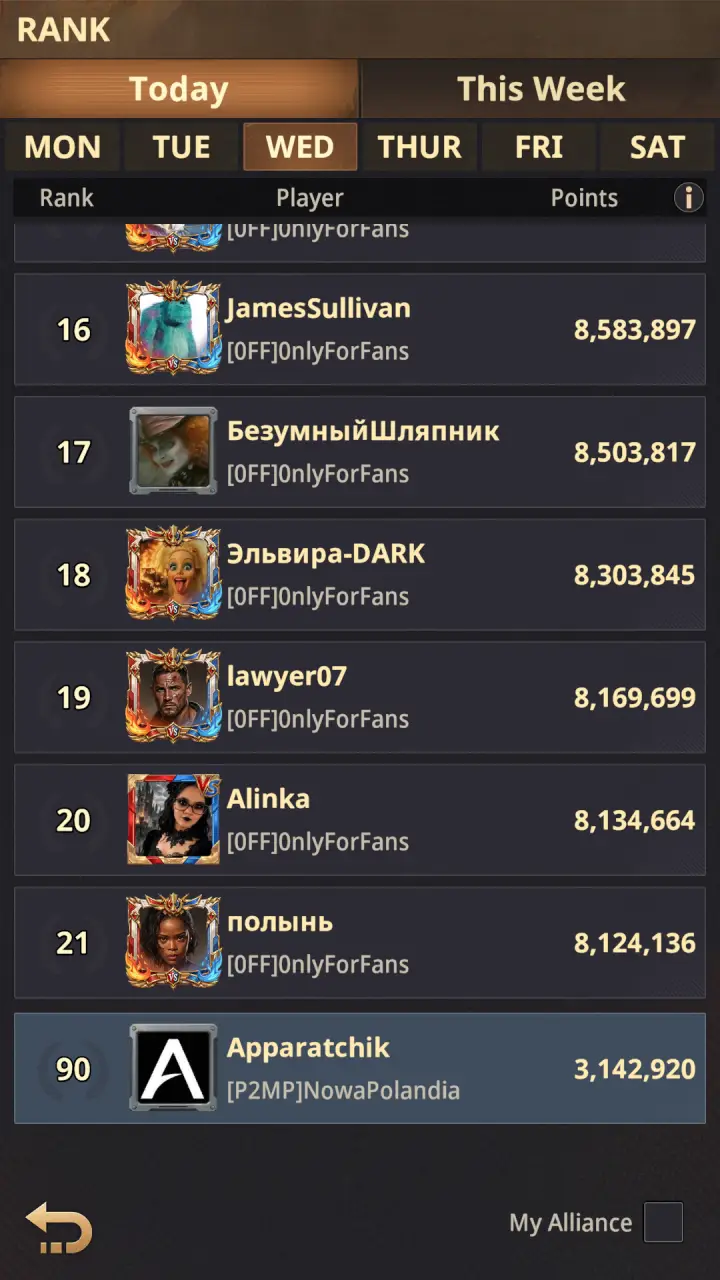 RANK
Today This Week
MON TUE WED THUR FRI SAT
Rank Player Points
[0FF]0nlyForFans
16 JamesSullivan 8,583,897
[0FF]0nlyForFans
17 БезумныйШляпник 8,503,817
[0FF]0nlyForFans
18 Эльвира-DARK 8,303,845
[0FF]0nlyForFans
19 lawyer07 8,169,699
[0FF]0nlyForFans
20 Alinka 8,134,664
[0FF]0nlyForFans
21 полынь 8,124,136
[0FF]0nlyForFans
90 Apparatchik 3,142,920
[P2MP]NowaPolandia
My Alliance